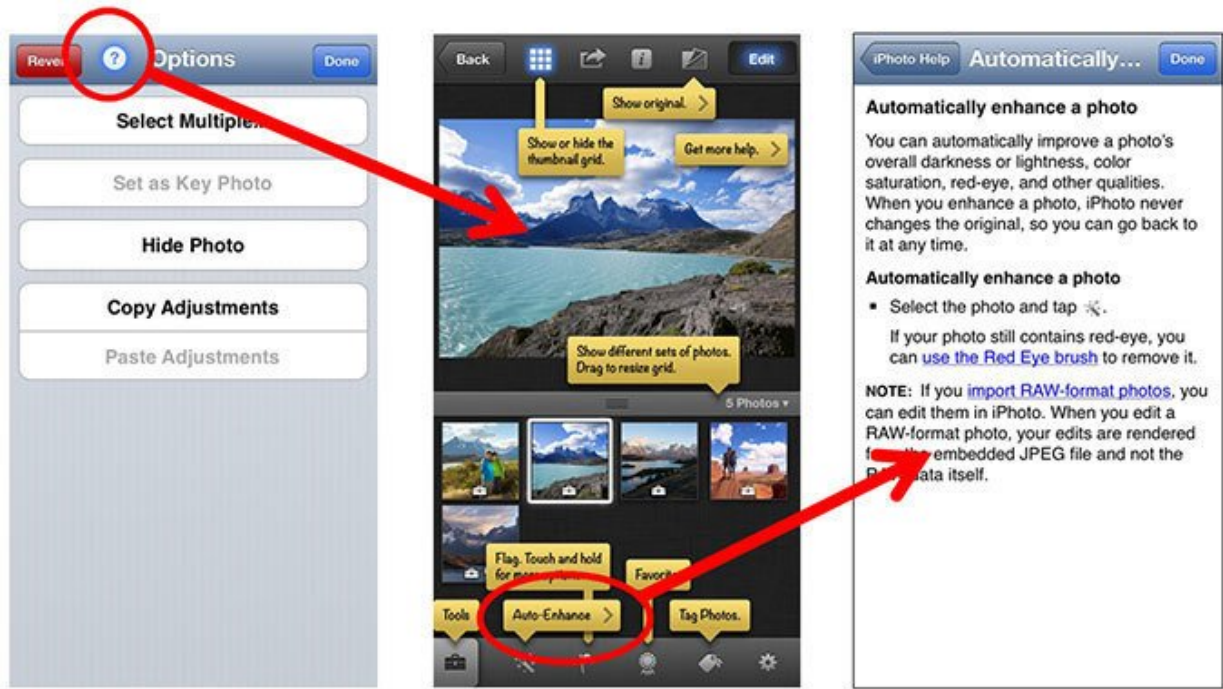 Options
Done
Select Multiple...
Set as Key Photo
Hide Photo
Copy Adjustments
Paste Adjustments
Back
Edit
Show original.
Show or hide the
thumbnail grid.
Get more help.
Show different sets of photos.
Drag to resize grid.
5 Photos
Flag. Touch and hold
for more
Tools
Auto-Enhance
Tag Photos.
iPhoto Help
Automatically...
Done
Automatically enhance a photo
You can automatically improve a photo's
overall darkness or lightness, color
saturation, red-eye, and other qualities.
When you enhance a photo, iPhoto never
changes the original, so you can go back to
it at any time.
Automatically enhance a photo
Select the photo and tap
If your photo still contains red-eye, you
can use the Red Eye brush to remove it.
NOTE: If you import RAW-format photos, you
can edit them in iPhoto. When you edit a
RAW-format photo, your edits are rendered
embedded JPEG file and not the
itself.